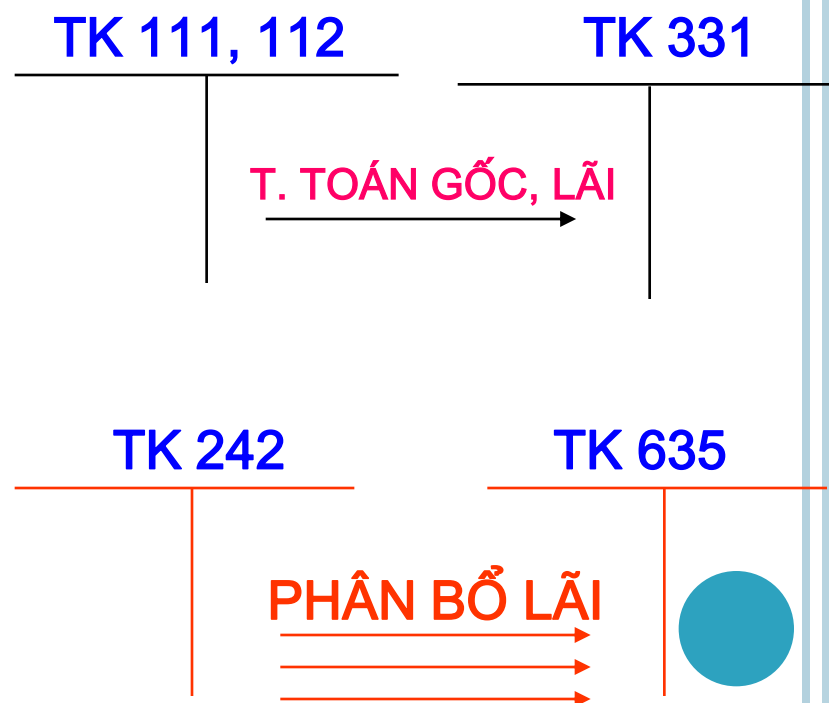 TK 111, 112
TK 331
T. TOÁN GỐC, LÃI
TK 242
TK 635
PHÂN BỔ LÃI